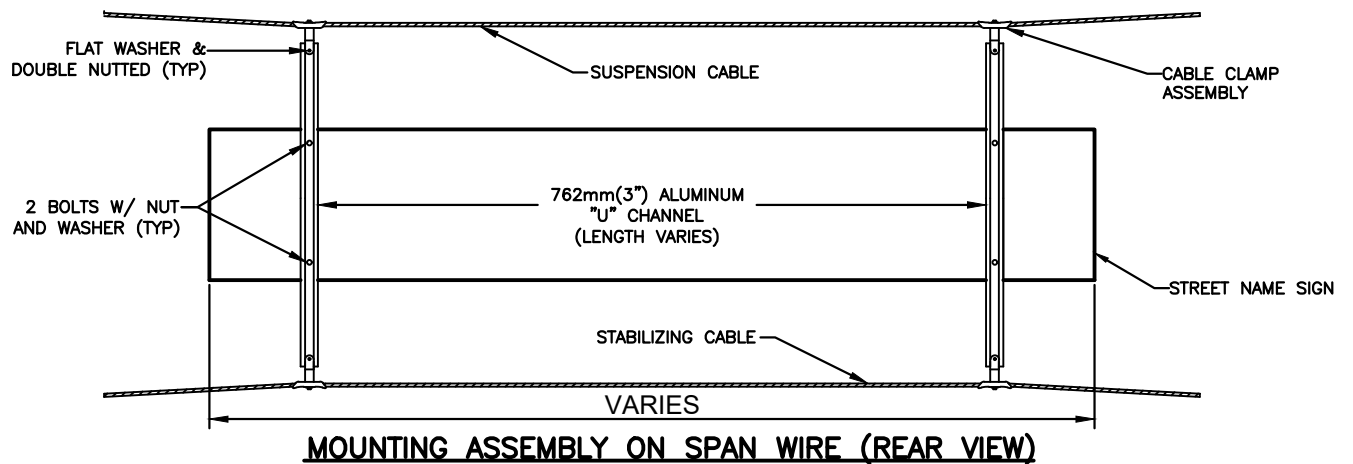 FLAT WASHER &
DOUBLE NUTTED (TYP)
SUSPENSION CABLE
CABLE CLAMP
ASSEMBLY
2 BOLTS W/ NUT
AND WASHER (TYP)
762mm(3") ALUMINUM
"U" CHANNEL
(LENGTH VARIES)
STREET NAME SIGN
STABILIZING CABLE
VARIES
MOUNTING ASSEMBLY ON SPAN WIRE (REAR VIEW)